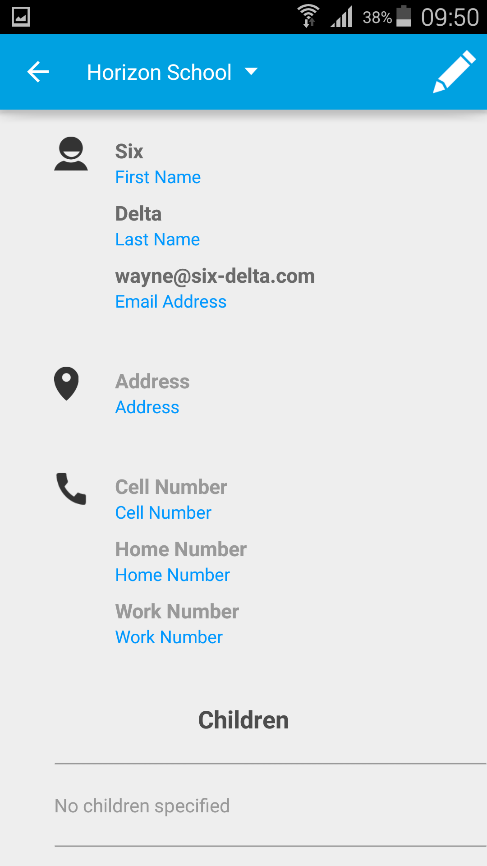 38% 09:50
Horizon School
Six
First Name
Delta
Last Name
wayne@six-delta.com
Email Address
Address
Address
Cell Number
Cell Number
Home Number
Home Number
Work Number
Work Number
Children
No children specified